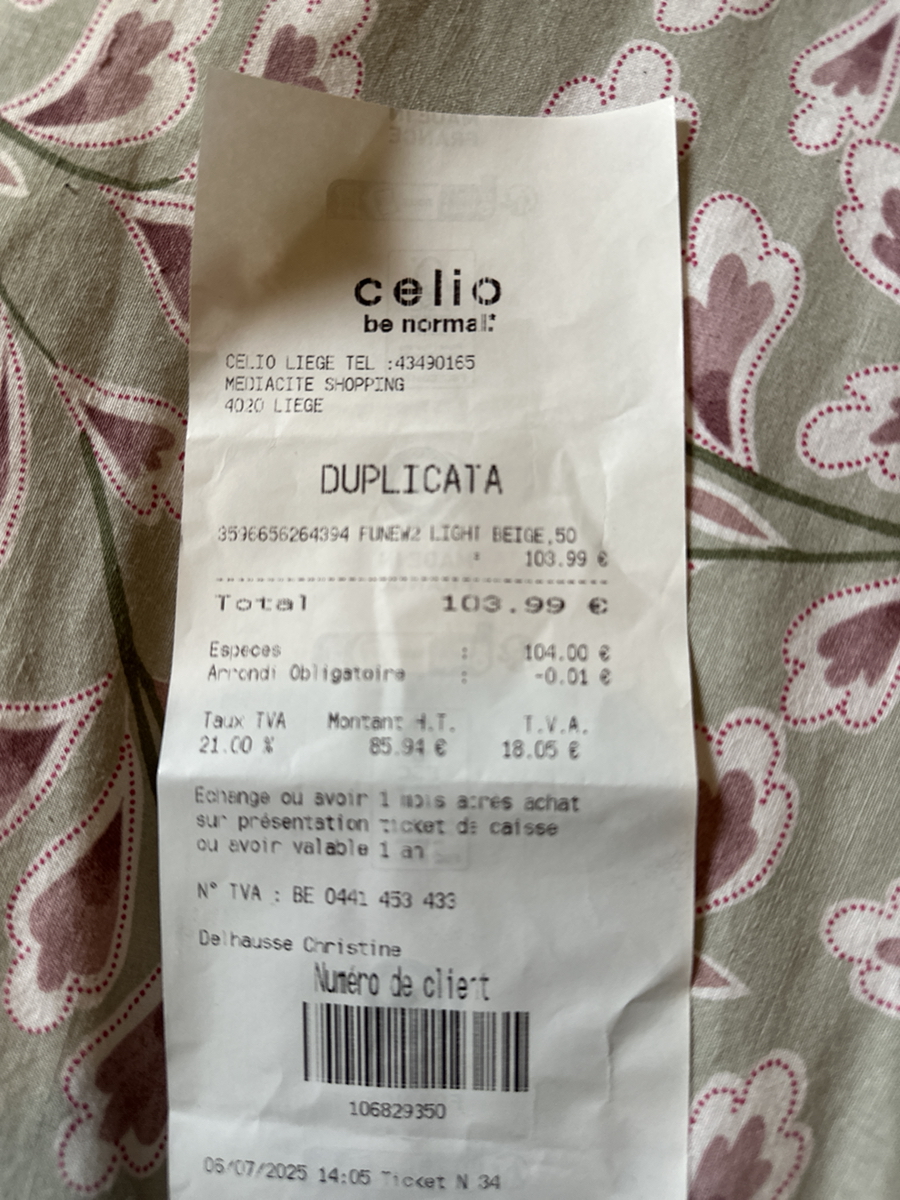 celio
be normal*
CELIO LIEGE TEL :43490165
MEDIACITE SHOPPING
4020 LIEGE
DUPLICATA
3596656264394 FUNEW2 LIGHT BEIGE,50
* 103.99 €
Total 103.99 €
Especes : 104.00 €
Arrondi Obligatoire : -0.01 €
Taux TVA Montant H.T. T.V.A.
21.00 % 85.94 € 18.05 €
Echange ou avoir 1 mois apres achat
sur présentation ticket de caisse
ou avoir valable 1 an
N° TVA : BE 0441 453 433
Delhausse Christine
Numéro de client
106829350
06/07/2025 14:05 Ticket N 34